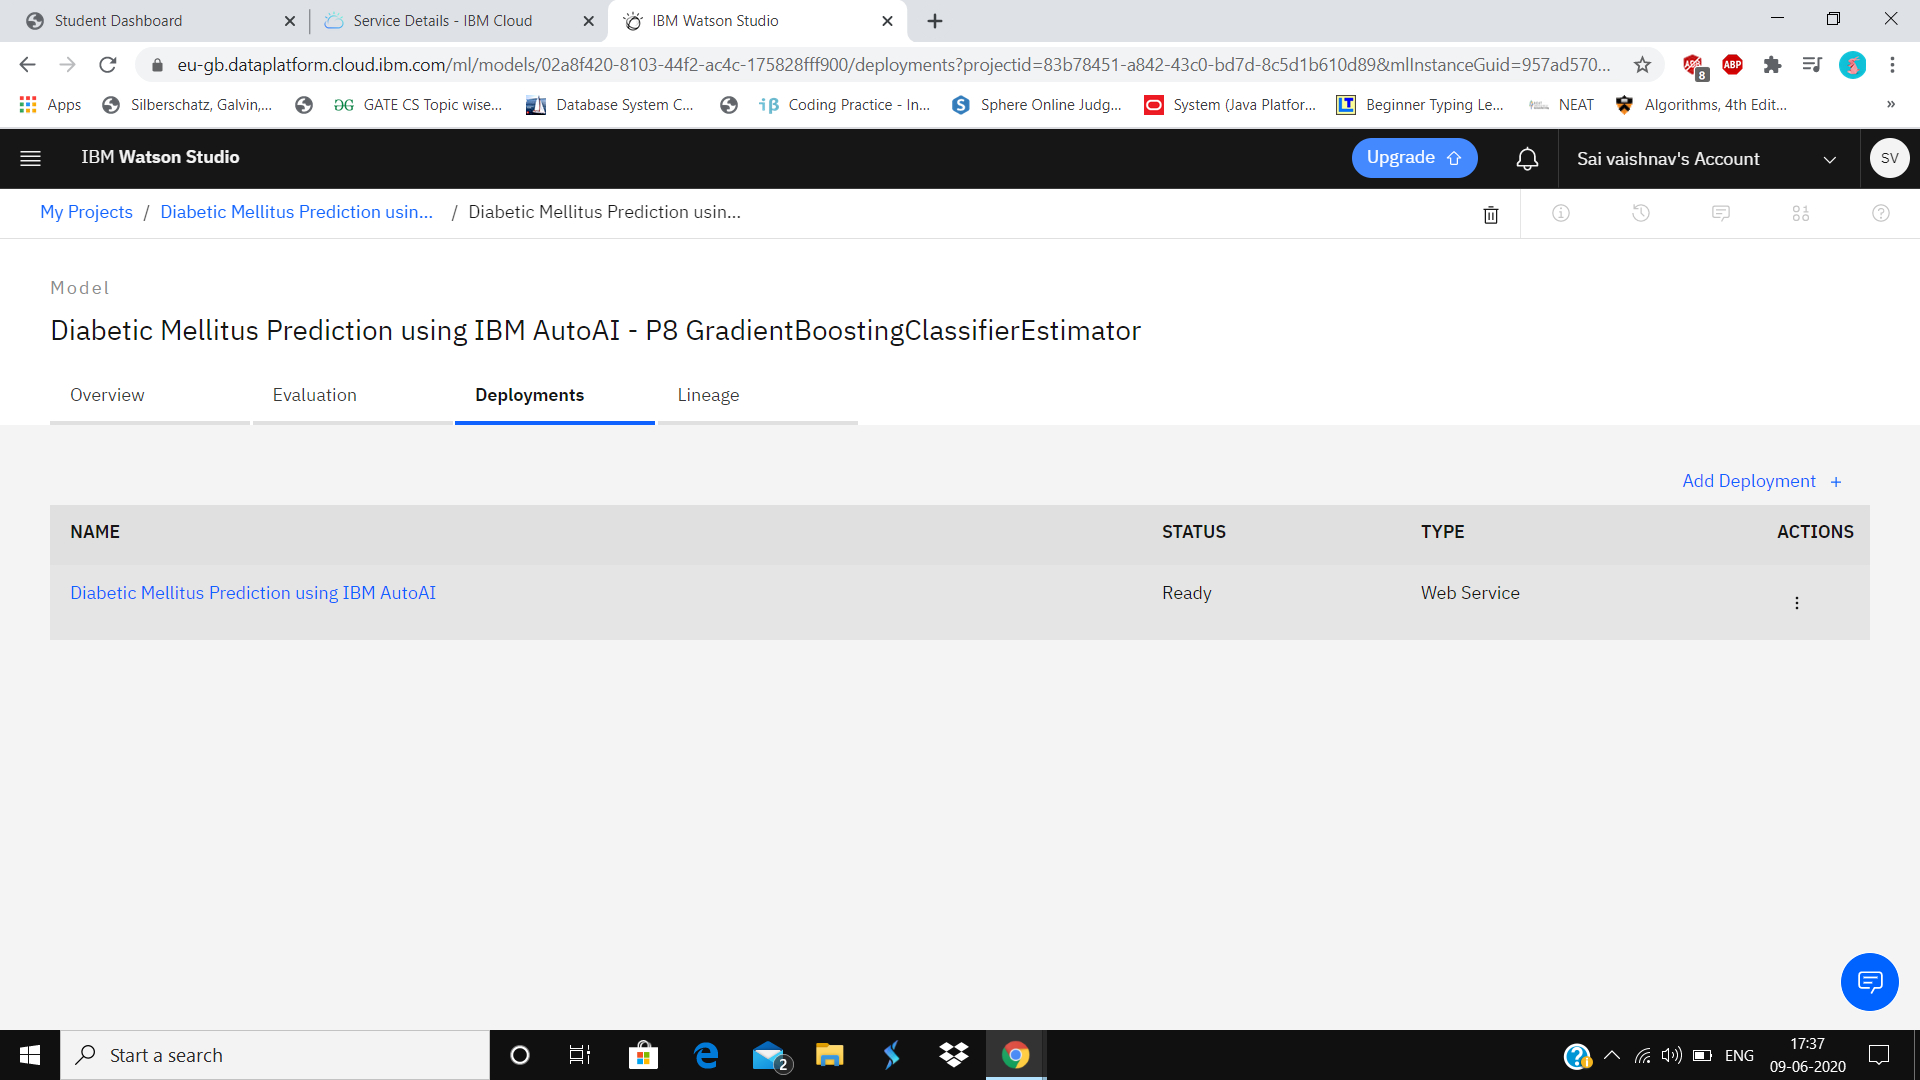 Student Dashboard
Service Details - IBM Cloud
IBM Watson Studio
eu-gb.dataplatform.cloud.ibm.com/ml/models/02a8f420-8103-44f2-ac4c-175828fff900/deployments?projectid=83b78451-a842-43c0-bd7d-8c5d1b610d89&mlInstanceGuid=957ad570...
8
ABP
Apps
Silberschatz, Galvin,...
GATE CS Topic wise...
Database System C...
Coding Practice - In...
Sphere Online Judg...
System (Java Platfor...
Beginner Typing Le...
NEAT
Algorithms, 4th Edit...
»
IBM Watson Studio
Upgrade
Sai vaishnav's Account
SV
My Projects / Diabetic Mellitus Prediction usin... / Diabetic Mellitus Prediction usin...
Model
Diabetic Mellitus Prediction using IBM AutoAI - P8 GradientBoostingClassifierEstimator
Overview
Evaluation
Deployments
Lineage
Add Deployment +
NAME STATUS TYPE ACTIONS
Diabetic Mellitus Prediction using IBM AutoAI Ready Web Service
Start a search
2
ENG
17:37
09-06-2020